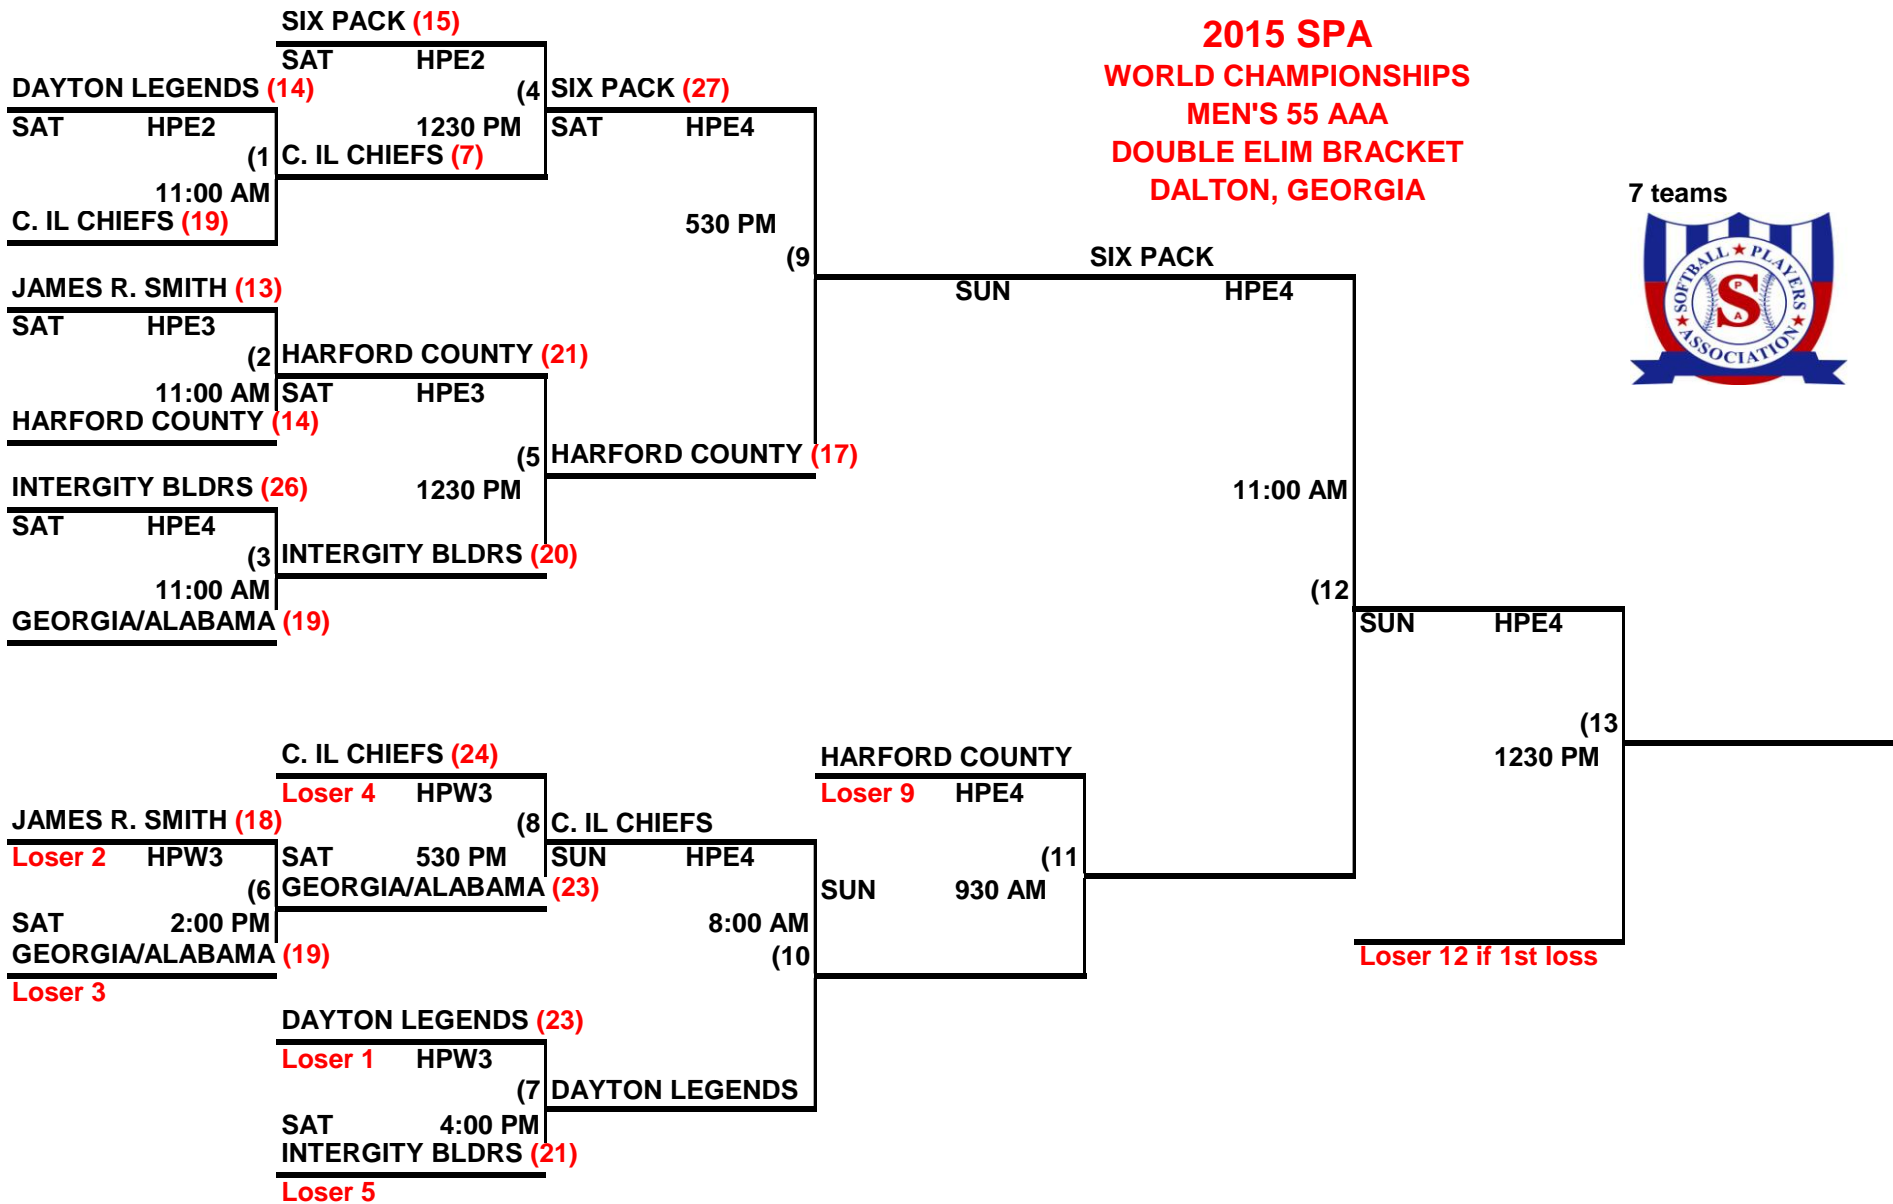 SIX PACK (15)
2015 SPA
WORLD CHAMPIONSHIPS
MEN'S 55 AAA
DOUBLE ELIM BRACKET
DALTON, GEORGIA
7 teams
SOFTBALL PLAYERS
ASSOCIATION
S
P
A
SAT HPE2
DAYTON LEGENDS (14)
(4 SIX PACK (27)
SAT HPE2
1230 PM
SAT HPE4
(1 C. IL CHIEFS (7)
11:00 AM
C. IL CHIEFS (19)
530 PM
(9
SIX PACK
JAMES R. SMITH (13)
SUN HPE4
SAT HPE3
(2 HARFORD COUNTY (21)
11:00 AM
SAT HPE3
HARFORD COUNTY (14)
(5 HARFORD COUNTY (17)
INTERGITY BLDRS (26)
1230 PM
11:00 AM
SAT HPE4
(3 INTERGITY BLDRS (20)
11:00 AM
(12
GEORGIA/ALABAMA (19)
SUN HPE4
(13
1230 PM
C. IL CHIEFS (24)
HARFORD COUNTY
Loser 4 HPW3
Loser 9 HPE4
JAMES R. SMITH (18)
(8 C. IL CHIEFS
Loser 2 HPW3
SAT 530 PM
SUN HPE4
(11
(6 GEORGIA/ALABAMA (23)
SUN 930 AM
SAT 2:00 PM
8:00 AM
GEORGIA/ALABAMA (19)
(10
Loser 12 if 1st loss
Loser 3
DAYTON LEGENDS (23)
Loser 1 HPW3
(7 DAYTON LEGENDS
SAT 4:00 PM
INTERGITY BLDRS (21)
Loser 5